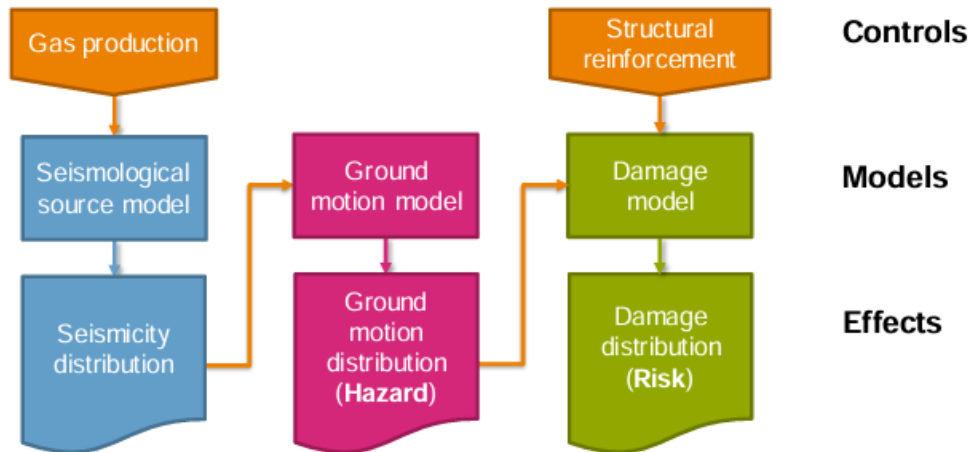 Gas production
Structural
reinforcement
Controls
Seismological
source model
Ground
motion model
Damage
model
Models
Seismicity
distribution
Ground
motion
distribution
(Hazard)
Damage
distribution
(Risk)
Effects